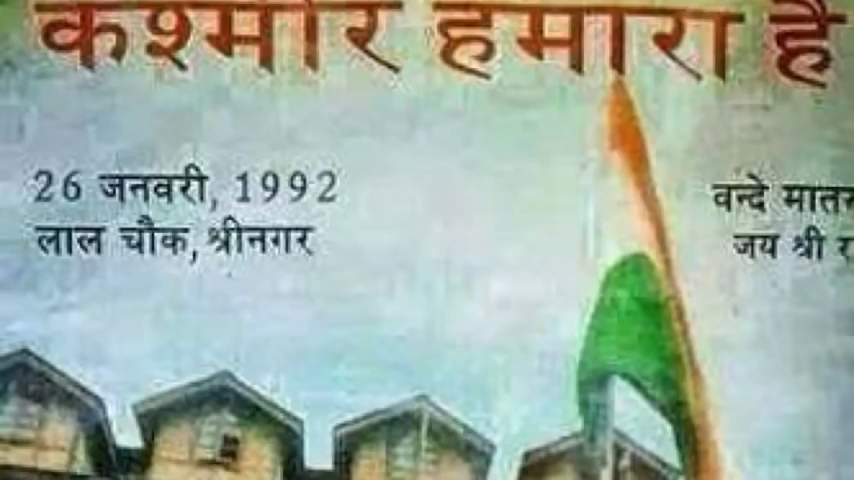 कश्मीर हमारा है
26 जनवरी, 1992
लाल चौक, श्रीनगर
वन्दे
जय श्री